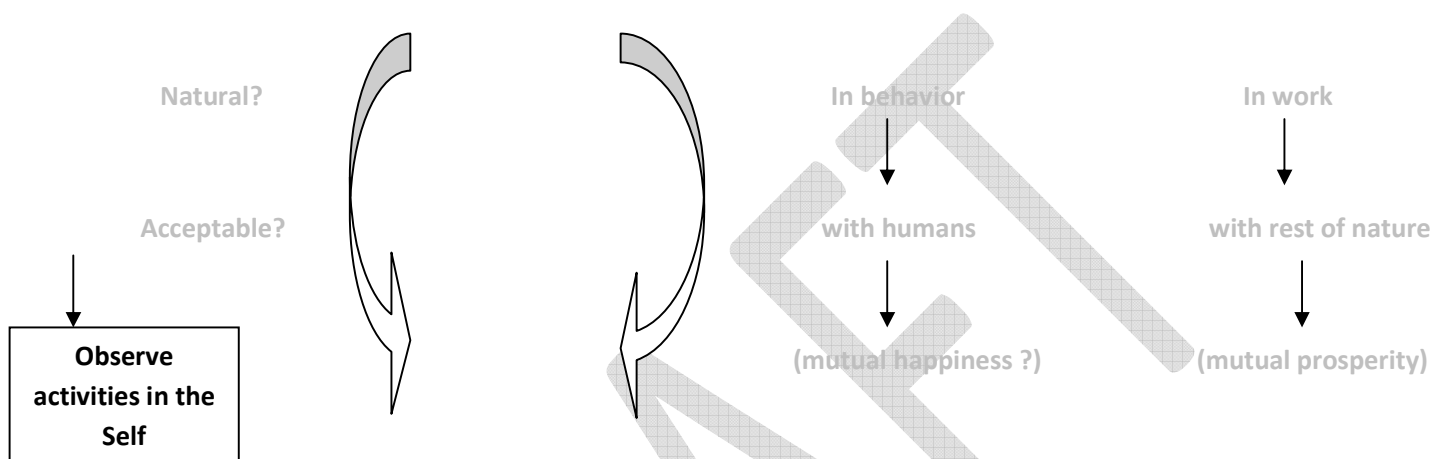 Natural? In behavior In work
Acceptable? with humans with rest of nature
Observe
activities in the
Self
(mutual happiness ?) (mutual prosperity)